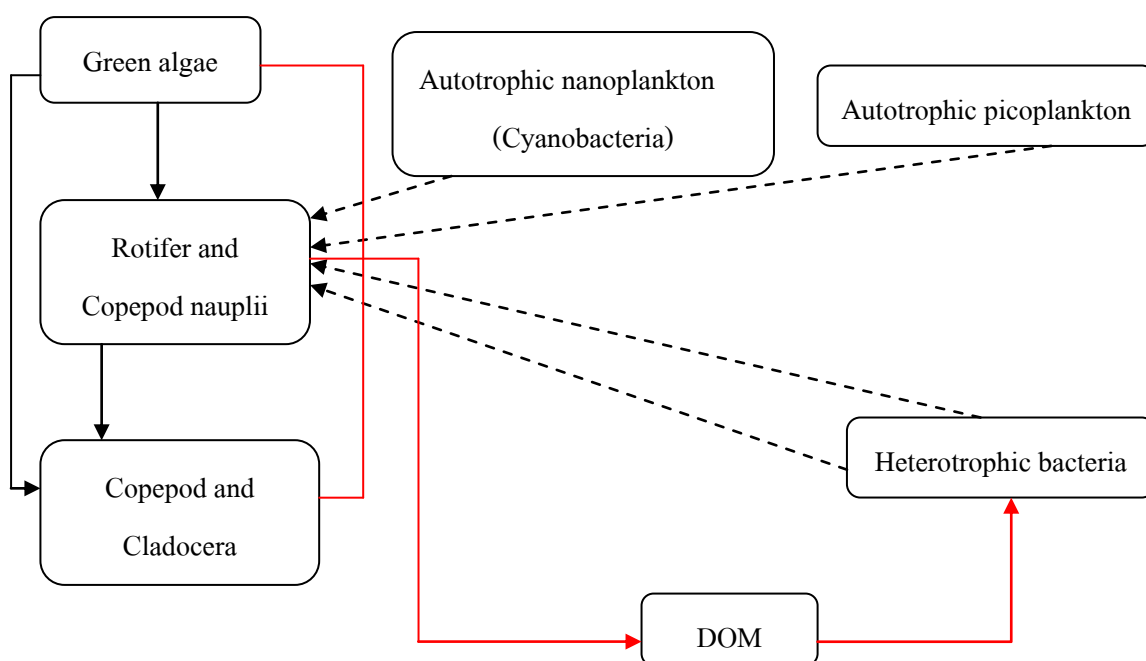 Green algae
Autotrophic nanoplankton
(Cyanobacteria)
Autotrophic picoplankton
Rotifer and
Copepod nauplii
Copepod and
Cladocera
Heterotrophic bacteria
DOM